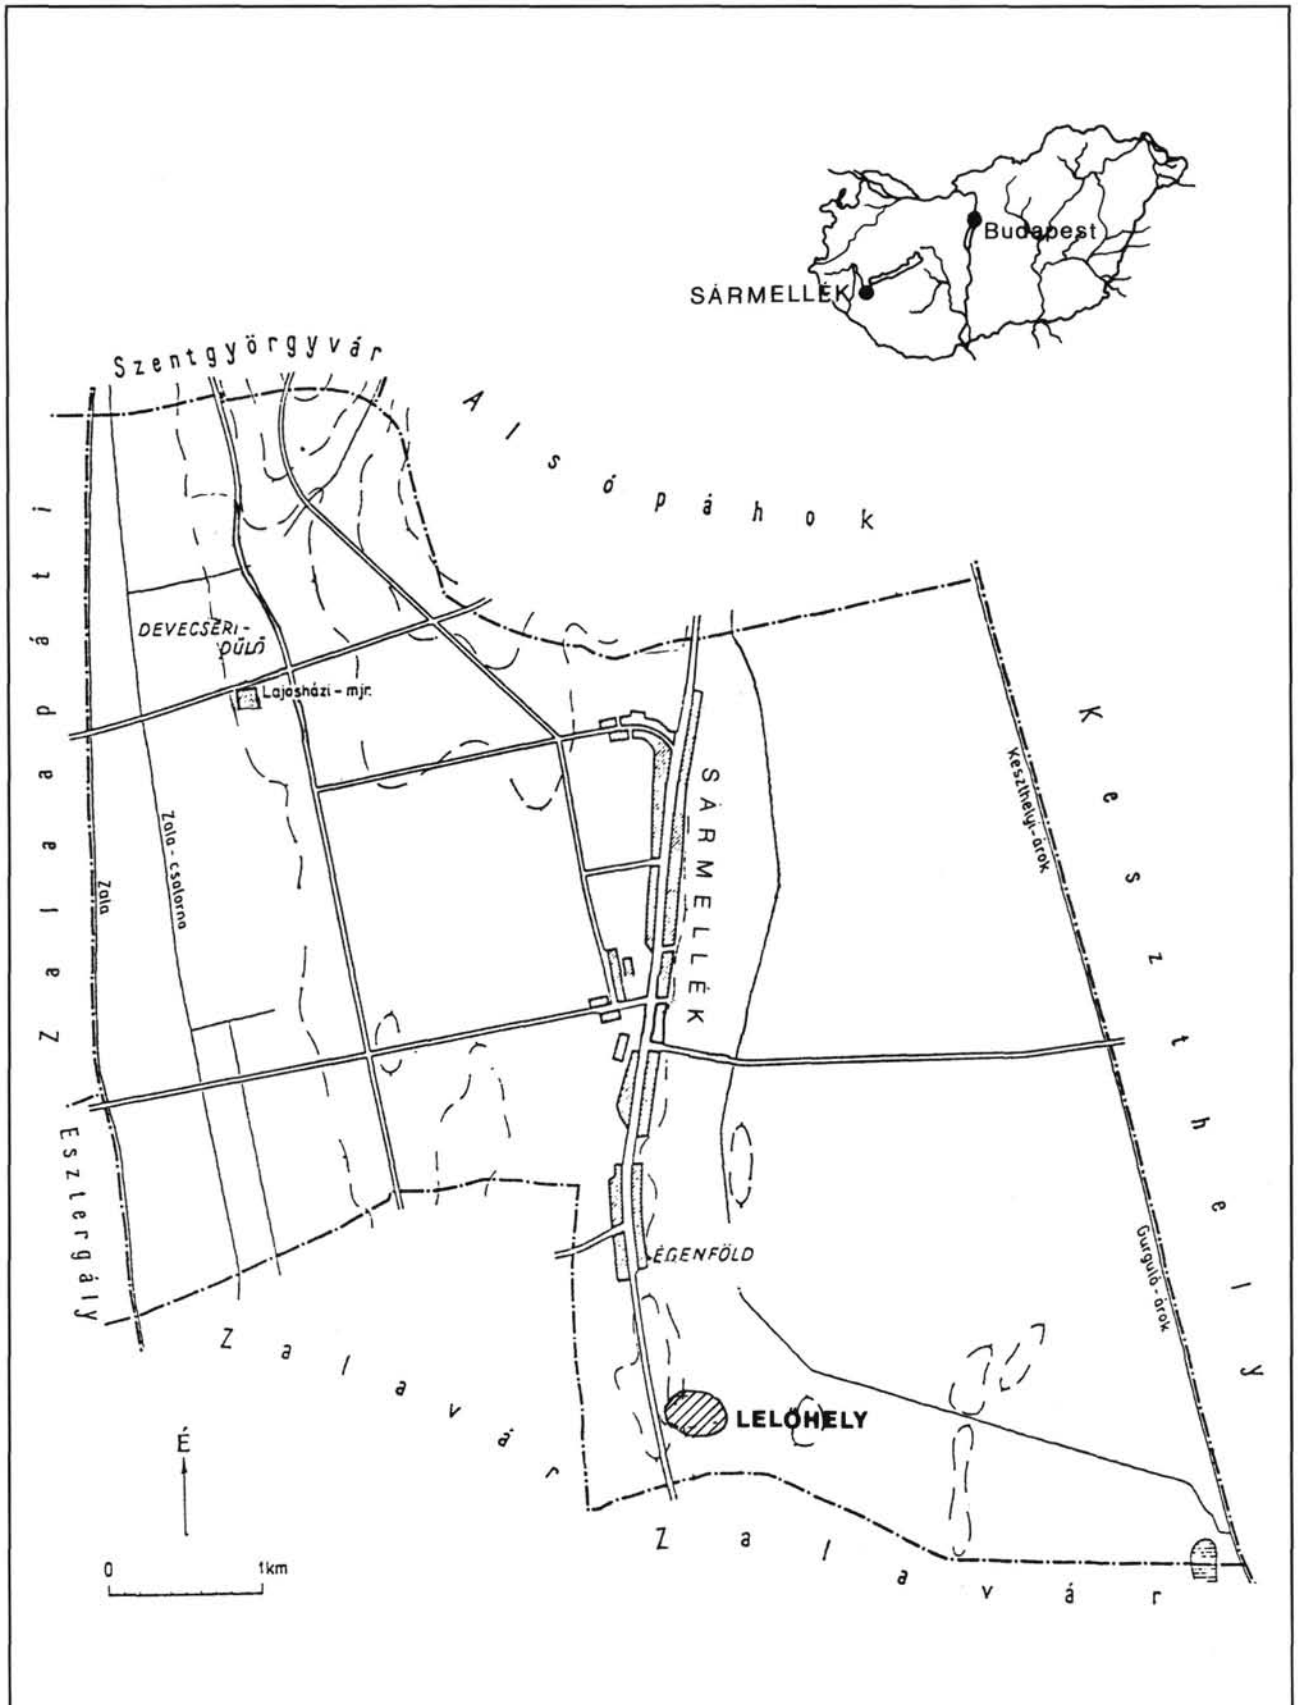 Budapest
SÁRMELLÉK
Szentgyörgyvár
Alsópáhok
Zalaapáti
DEVECSERI-
DŰLŐ
Lajosházi-mjr.
Keszthely
Keszthelyi-árok
SÁRMELLÉK
Zala-csatorna
Zala
Esztergály
ÉGENFÖLD
Gurguló-árok
Zalavár
LELŐHELY
É
Zalavár
0 1km